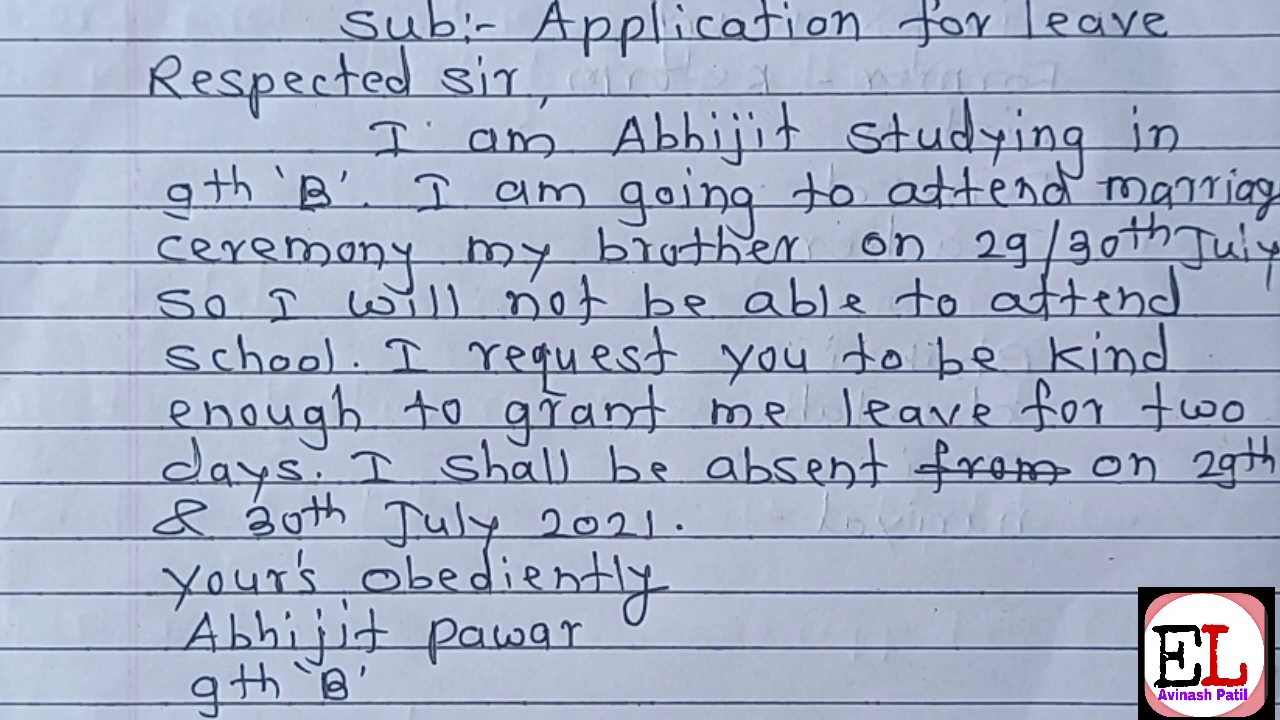 Sub:- Application for leave
Respected sir,
I am Abhijit studying in
9th 'B'. I am going to attend marriag
ceremony my brother on 29/30th July
so I will not be able to attend
school. I request you to be kind
enough to grant me leave for two
days. I shall be absent from on 29th
& 30th July 2021.
Your's obediently
Abhijit pawar
9th 'B'
EL
Avinash Patil